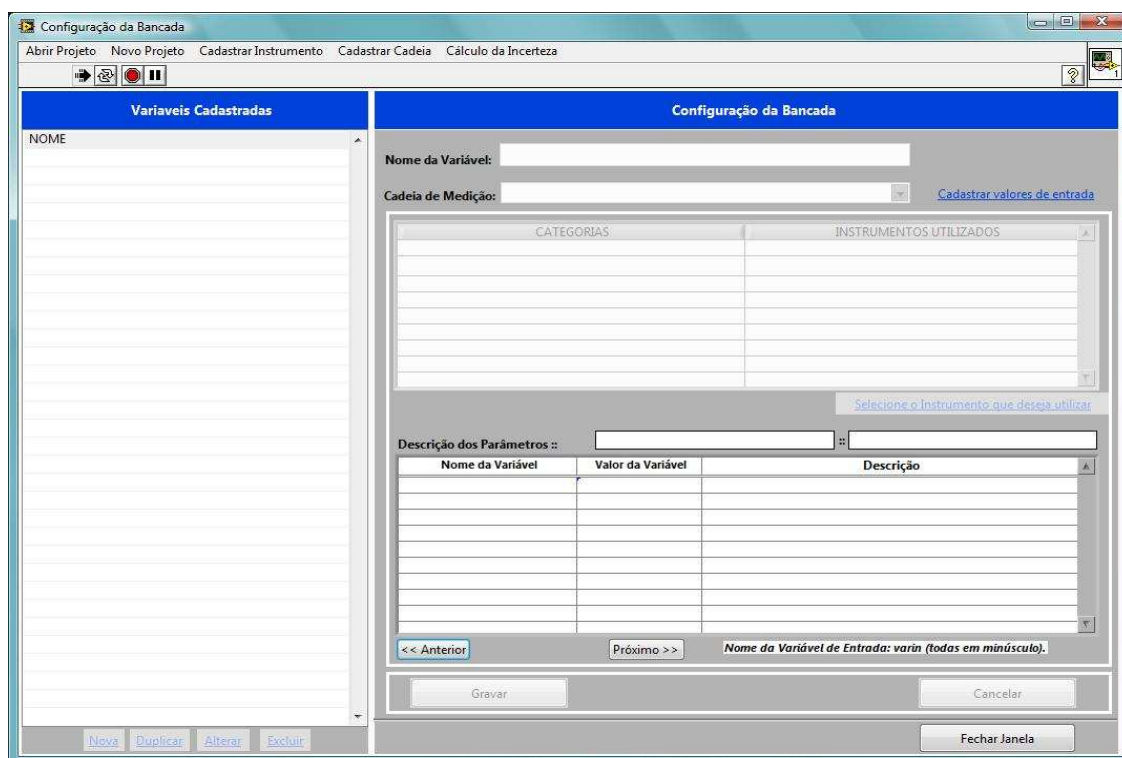 Configuração da Bancada
Abrir Projeto Novo Projeto Cadastrar Instrumento Cadastrar Cadeia Cálculo da Incerteza
?
1
Variaveis Cadastradas
NOME
Nova Duplicar Alterar Excluir
Configuração da Bancada
Nome da Variável:
Cadeia de Medição: Cadastrar valores de entrada
CATEGORIAS INSTRUMENTOS UTILIZADOS
Selecione o Instrumento que deseja utilizar
Descrição dos Parâmetros :: ::
Nome da Variável Valor da Variável Descrição
<< Anterior Próximo >> Nome da Variável de Entrada: varin (todas em minúsculo).
Gravar Cancelar
Fechar Janela